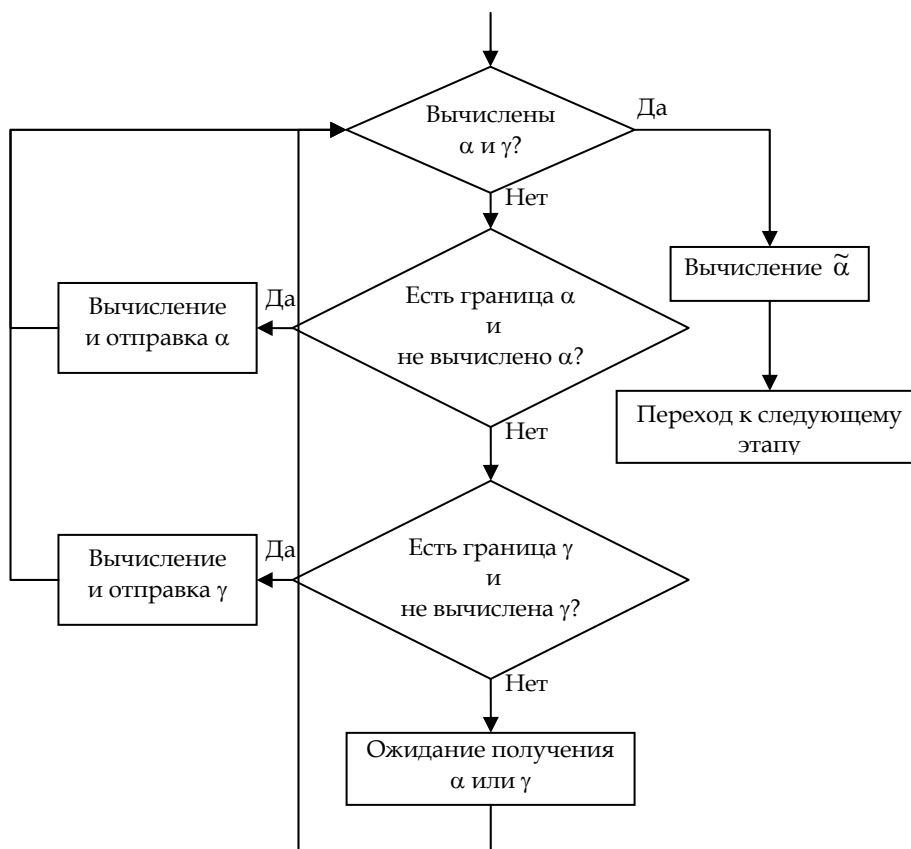 Да
Вычислены
α и γ?
Нет
Вычисление α̃
Вычисление
и отправка α
Да
Есть граница α
и
не вычислено α?
Переход к следующему
этапу
Нет
Вычисление
и отправка γ
Да
Есть граница γ
и
не вычислена γ?
Нет
Ожидание получения
α или γ